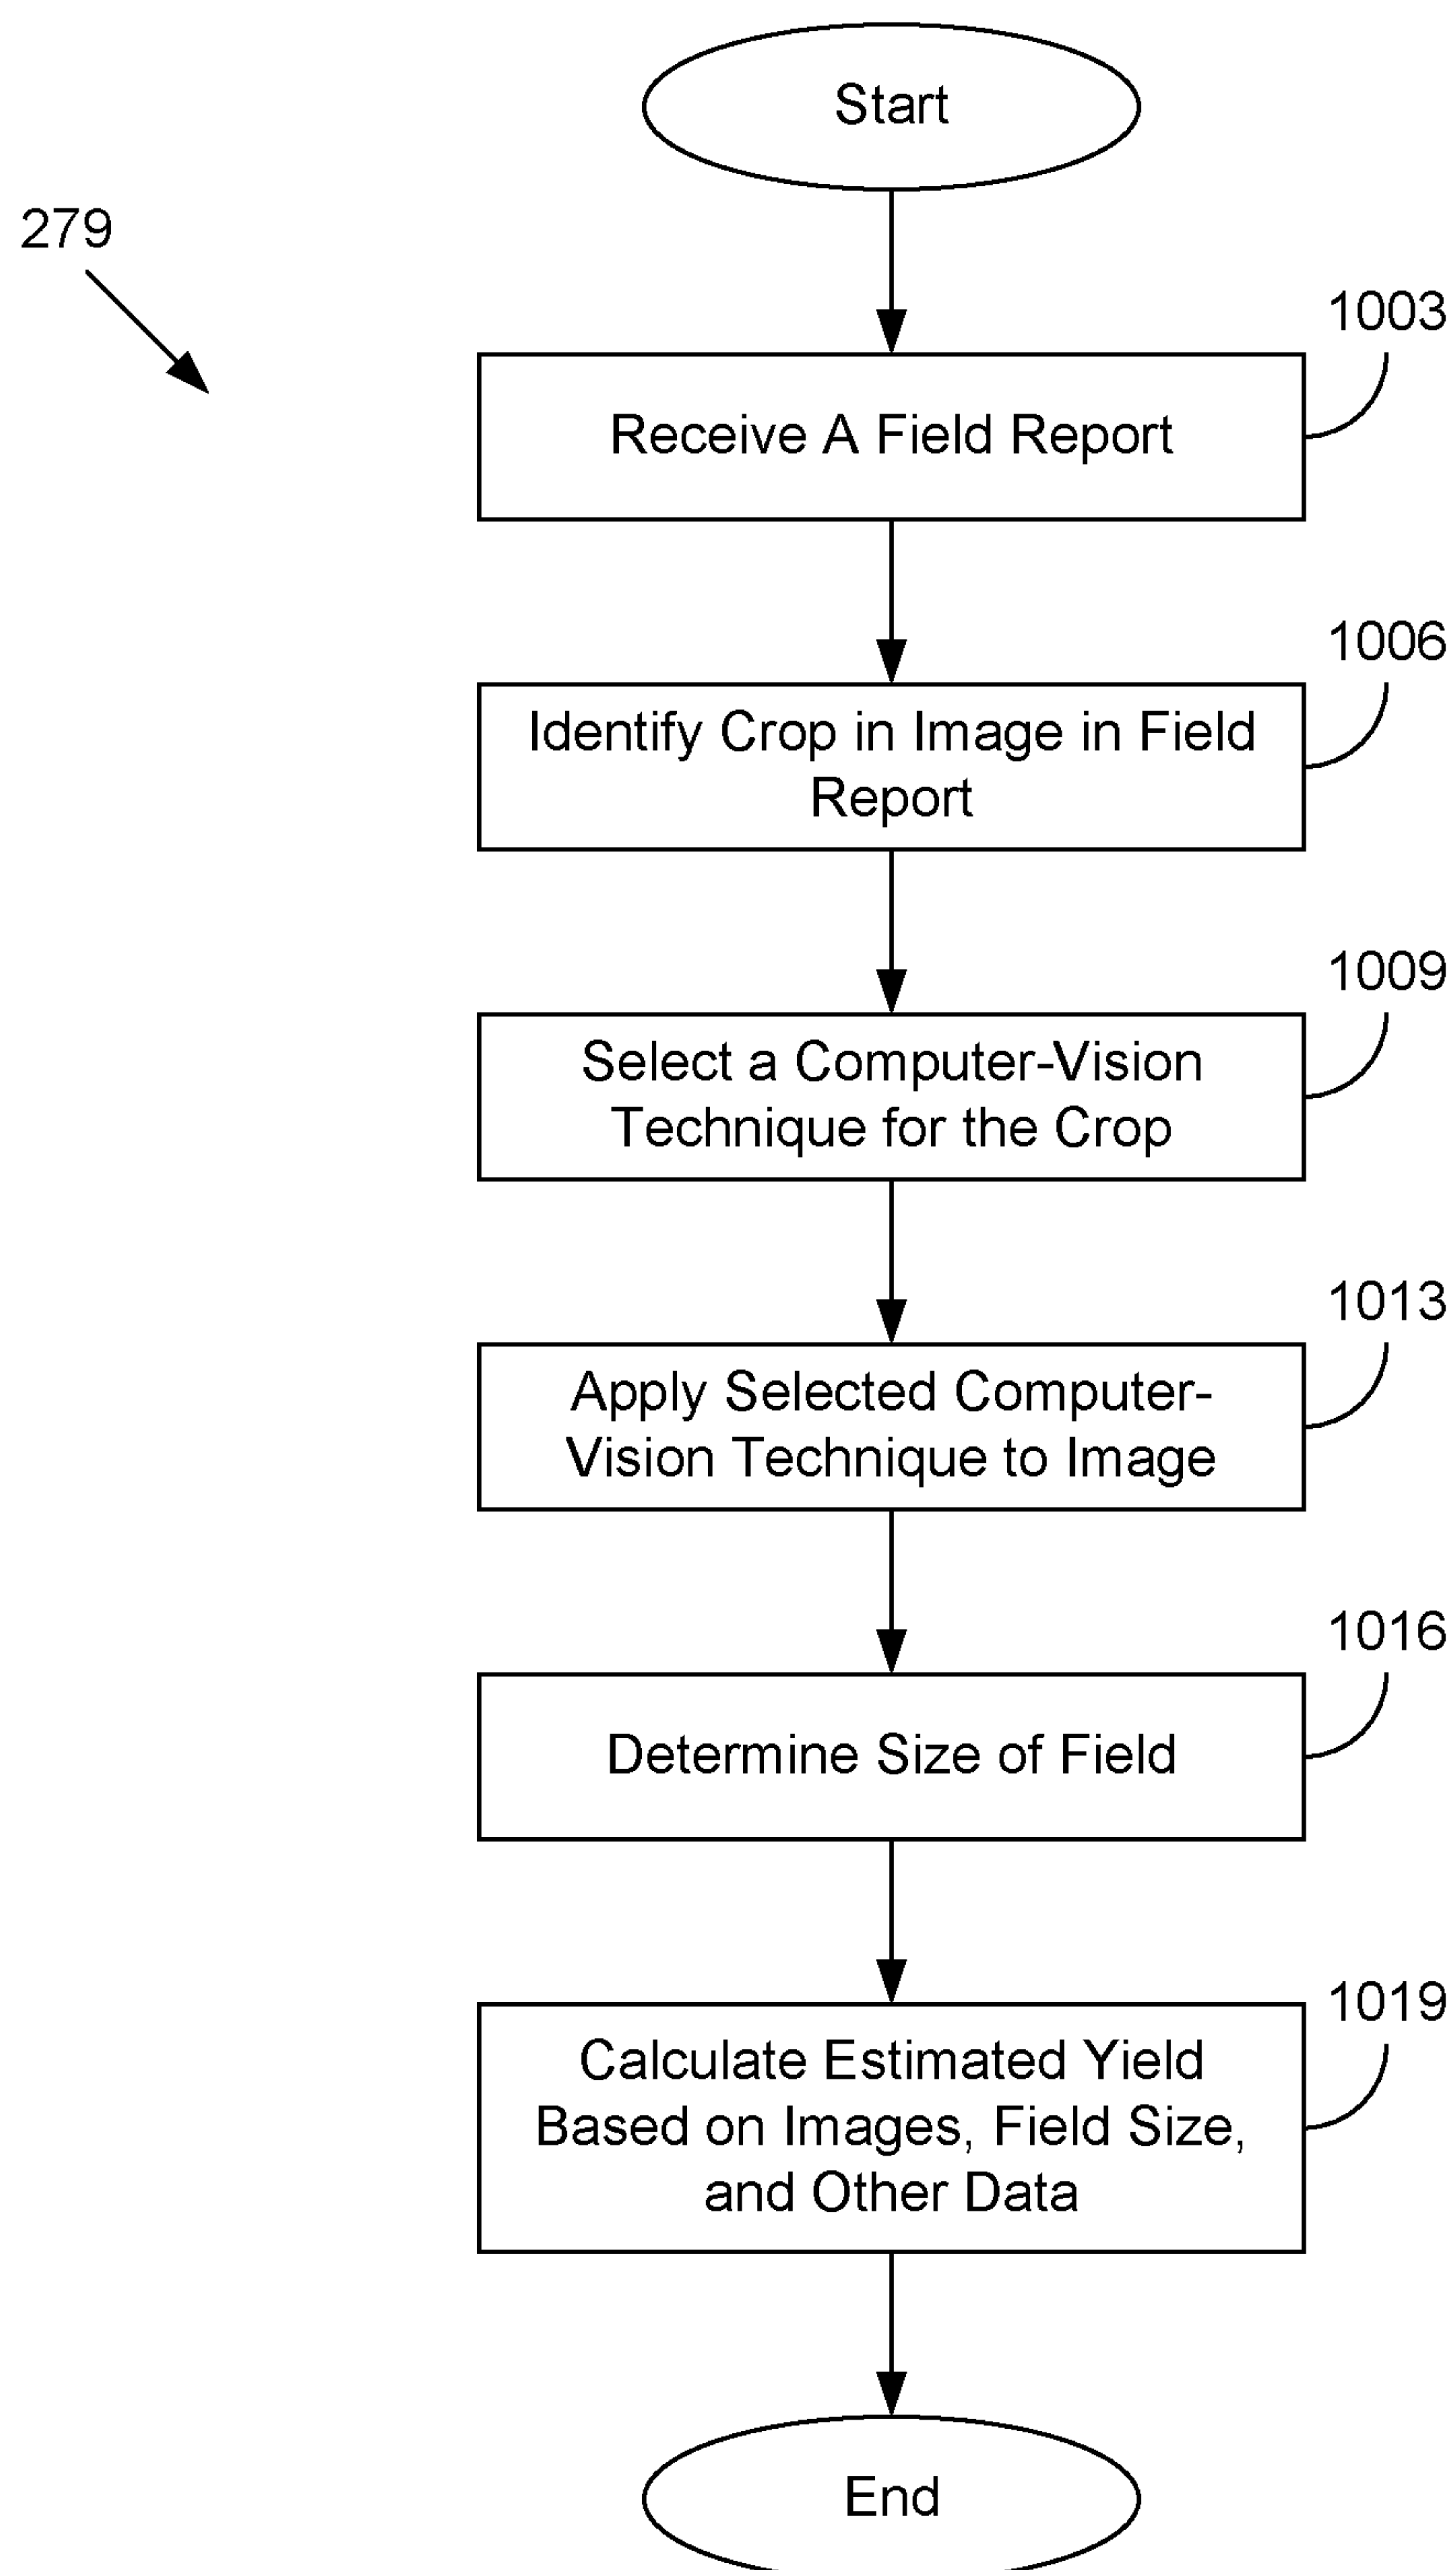 Start
279
1003
Receive A Field Report
1006
Identify Crop in Image in Field
Report
1009
Select a Computer-Vision
Technique for the Crop
1013
Apply Selected Computer-
Vision Technique to Image
1016
Determine Size of Field
1019
Calculate Estimated Yield
Based on Images, Field Size,
and Other Data
End